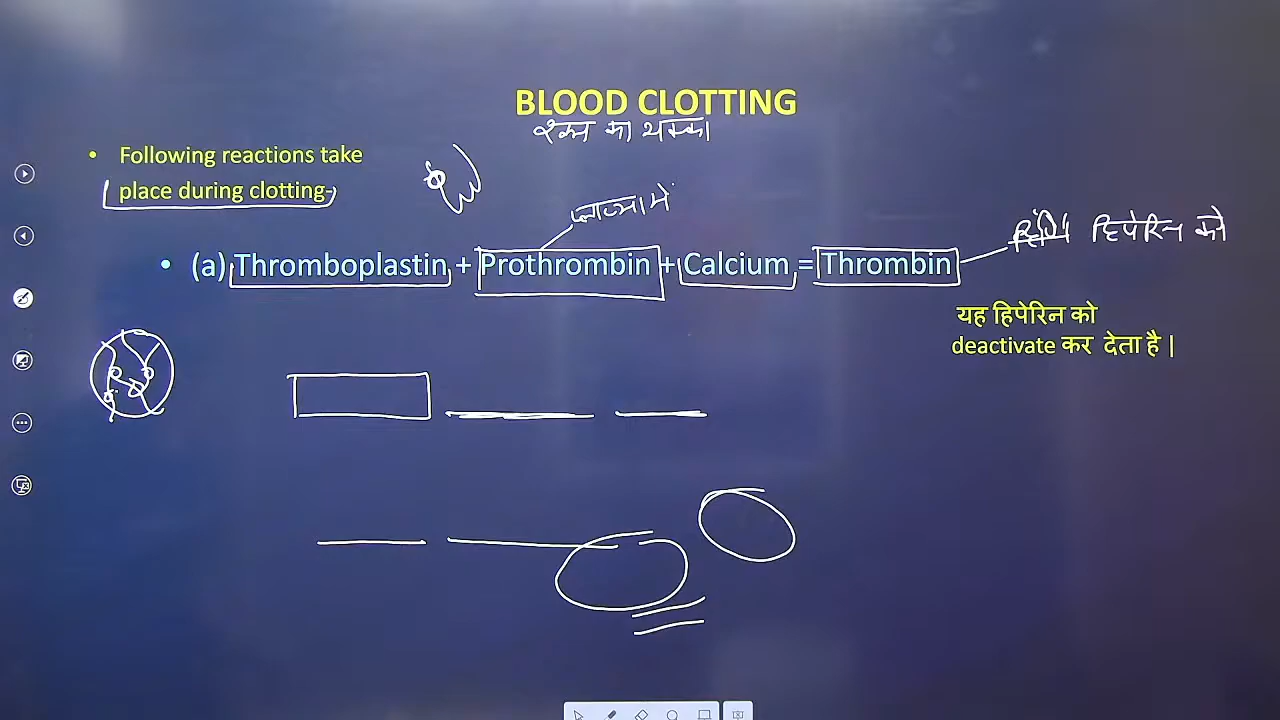 BLOOD CLOTTING
रक्त का थक्का
• Following reactions take
place during clotting-
प्लाज्मा में
हिपेरिन को
• (a) Thromboplastin + Prothrombin + Calcium = Thrombin
यह हिपेरिन को
deactivate कर देता है |